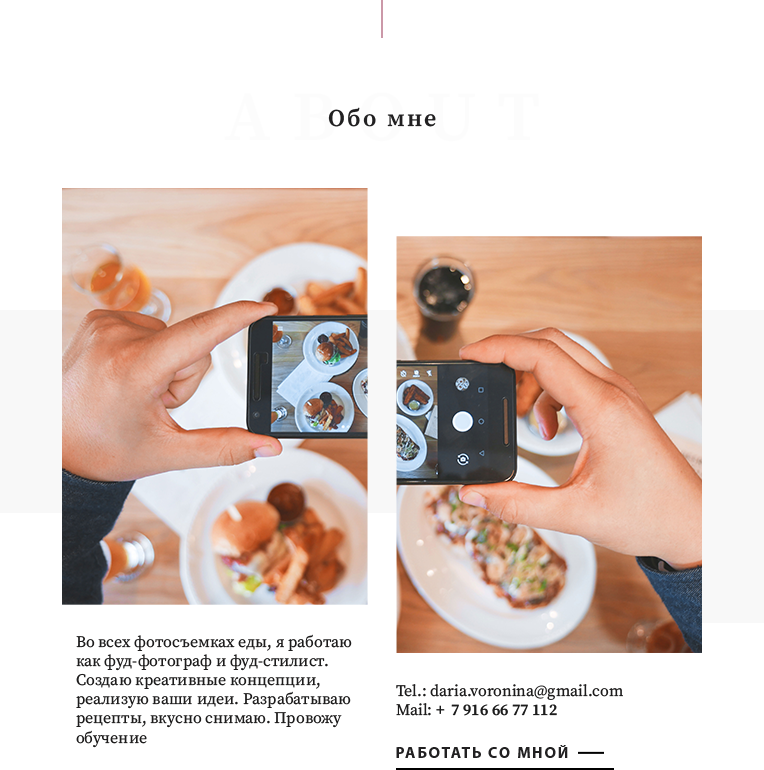 ABOUT
Обо мне
Во всех фотосъемках еды, я работаю
как фуд-фотограф и фуд-стилист.
Создаю креативные концепции,
реализую ваши идеи. Разрабатываю
рецепты, вкусно снимаю. Провожу
обучение
Tel.: daria.voronina@gmail.com
Mail: + 7 916 66 77 112
РАБОТАТЬ СО МНОЙ